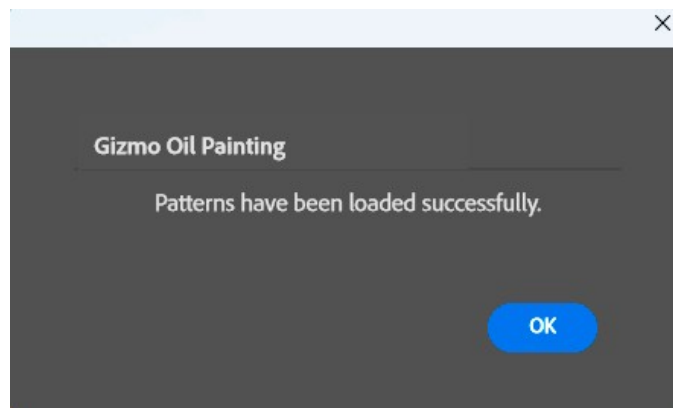 Gizmo Oil Painting
Patterns have been loaded successfully.
OK